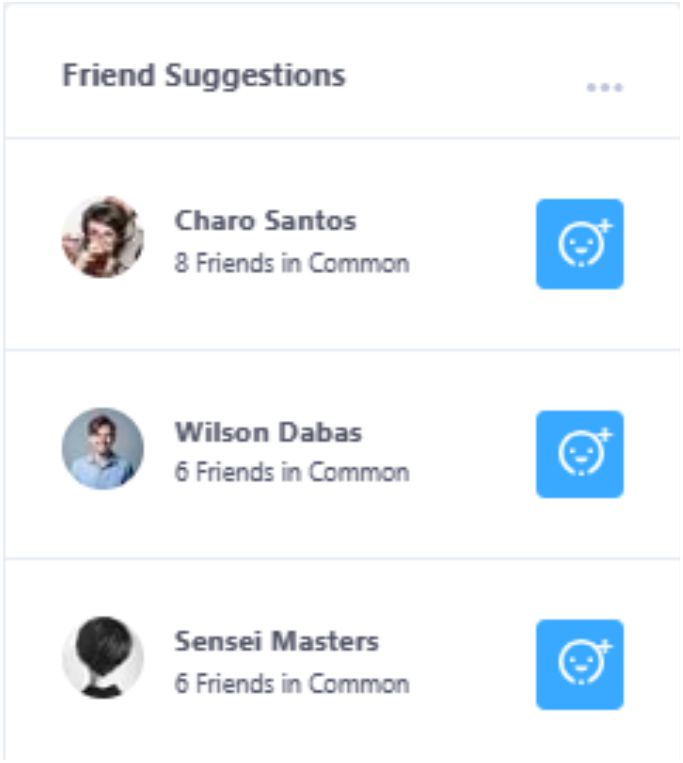 Friend Suggestions
Charo Santos
8 Friends in Common
Wilson Dabas
6 Friends in Common
Sensei Masters
6 Friends in Common